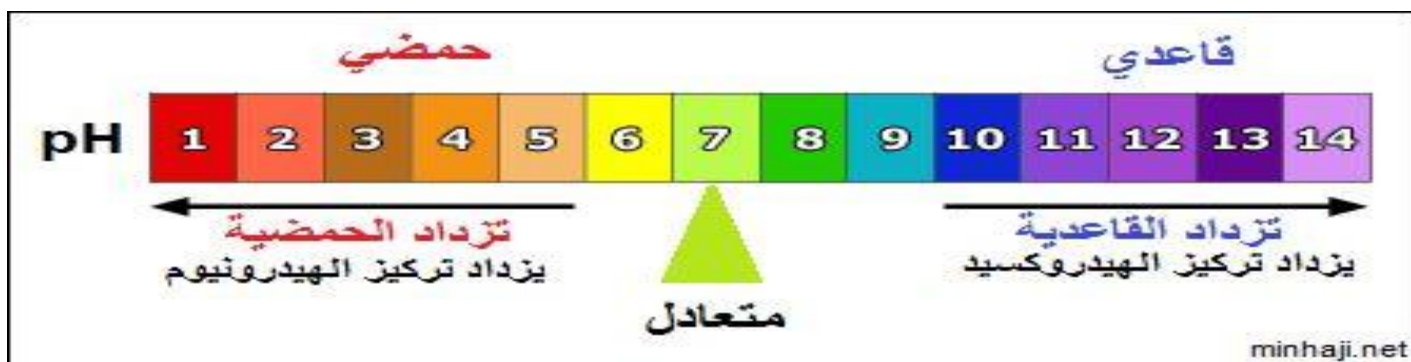 حمضي قاعدي
pH 1 2 3 4 5 6 7 8 9 10 11 12 13 14
تزداد الحمضية
يزداد تركيز الهيدرونيوم
تزداد القاعدية
يزداد تركيز الهيدروكسيد
متعادل
minhaji.net